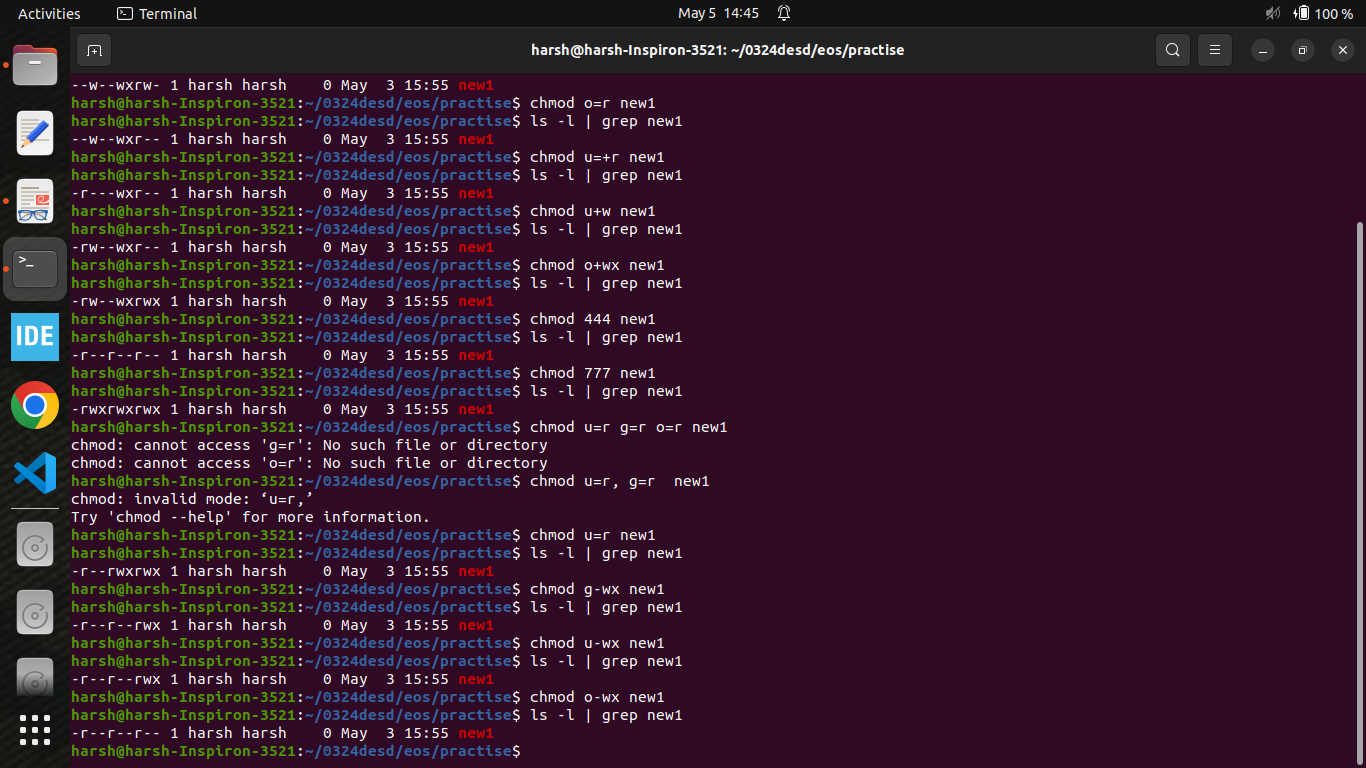 Activities Terminal May 5 14:45 100 %
harsh@harsh-Inspiron-3521: ~/0324desd/eos/practise
--w--wxrw- 1 harsh harsh    0 May  3 15:55 new1
harsh@harsh-Inspiron-3521:~/0324desd/eos/practise$ chmod o=r new1
harsh@harsh-Inspiron-3521:~/0324desd/eos/practise$ ls -l | grep new1
--w--wxr-- 1 harsh harsh    0 May  3 15:55 new1
harsh@harsh-Inspiron-3521:~/0324desd/eos/practise$ chmod u=+r new1
harsh@harsh-Inspiron-3521:~/0324desd/eos/practise$ ls -l | grep new1
-r---wxr-- 1 harsh harsh    0 May  3 15:55 new1
harsh@harsh-Inspiron-3521:~/0324desd/eos/practise$ chmod u+w new1
harsh@harsh-Inspiron-3521:~/0324desd/eos/practise$ ls -l | grep new1
-rw--wxr-- 1 harsh harsh    0 May  3 15:55 new1
harsh@harsh-Inspiron-3521:~/0324desd/eos/practise$ chmod o+wx new1
harsh@harsh-Inspiron-3521:~/0324desd/eos/practise$ ls -l | grep new1
-rw--wxrwx 1 harsh harsh    0 May  3 15:55 new1
harsh@harsh-Inspiron-3521:~/0324desd/eos/practise$ chmod 444 new1
harsh@harsh-Inspiron-3521:~/0324desd/eos/practise$ ls -l | grep new1
-r--r--r-- 1 harsh harsh    0 May  3 15:55 new1
harsh@harsh-Inspiron-3521:~/0324desd/eos/practise$ chmod 777 new1
harsh@harsh-Inspiron-3521:~/0324desd/eos/practise$ ls -l | grep new1
-rwxrwxrwx 1 harsh harsh    0 May  3 15:55 new1
harsh@harsh-Inspiron-3521:~/0324desd/eos/practise$ chmod u=r g=r o=r new1
chmod: cannot access 'g=r': No such file or directory
chmod: cannot access 'o=r': No such file or directory
harsh@harsh-Inspiron-3521:~/0324desd/eos/practise$ chmod u=r, g=r  new1
chmod: invalid mode: ‘u=r,’
Try 'chmod --help' for more information.
harsh@harsh-Inspiron-3521:~/0324desd/eos/practise$ chmod u=r new1
harsh@harsh-Inspiron-3521:~/0324desd/eos/practise$ ls -l | grep new1
-r--rwxrwx 1 harsh harsh    0 May  3 15:55 new1
harsh@harsh-Inspiron-3521:~/0324desd/eos/practise$ chmod g-wx new1
harsh@harsh-Inspiron-3521:~/0324desd/eos/practise$ ls -l | grep new1
-r--r--rwx 1 harsh harsh    0 May  3 15:55 new1
harsh@harsh-Inspiron-3521:~/0324desd/eos/practise$ chmod u-wx new1
harsh@harsh-Inspiron-3521:~/0324desd/eos/practise$ ls -l | grep new1
-r--r--rwx 1 harsh harsh    0 May  3 15:55 new1
harsh@harsh-Inspiron-3521:~/0324desd/eos/practise$ chmod o-wx new1
harsh@harsh-Inspiron-3521:~/0324desd/eos/practise$ ls -l | grep new1
-r--r--r-- 1 harsh harsh    0 May  3 15:55 new1
harsh@harsh-Inspiron-3521:~/0324desd/eos/practise$
>_
IDE